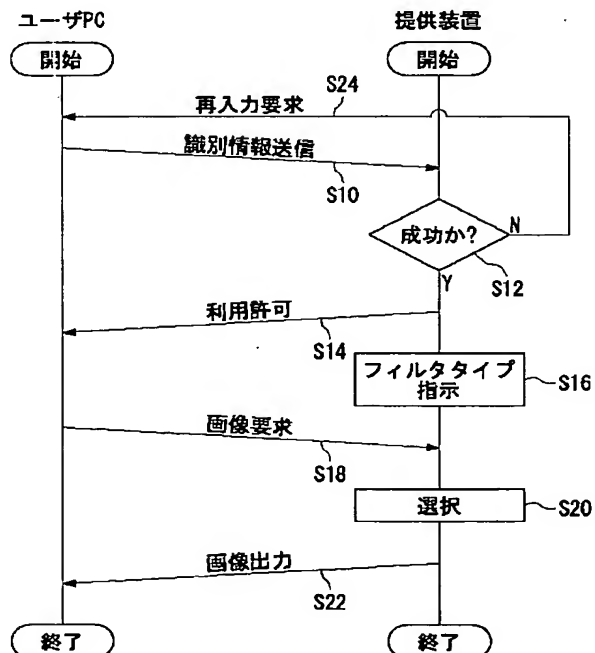 ユーザPC
提供装置
開始
開始
S24
再入力要求
識別情報送信
S10
成功か?
N
S12
Y
利用許可
S14
フィルタタイプ
指示
S16
画像要求
S18
選択
S20
画像出力
S22
終了
終了